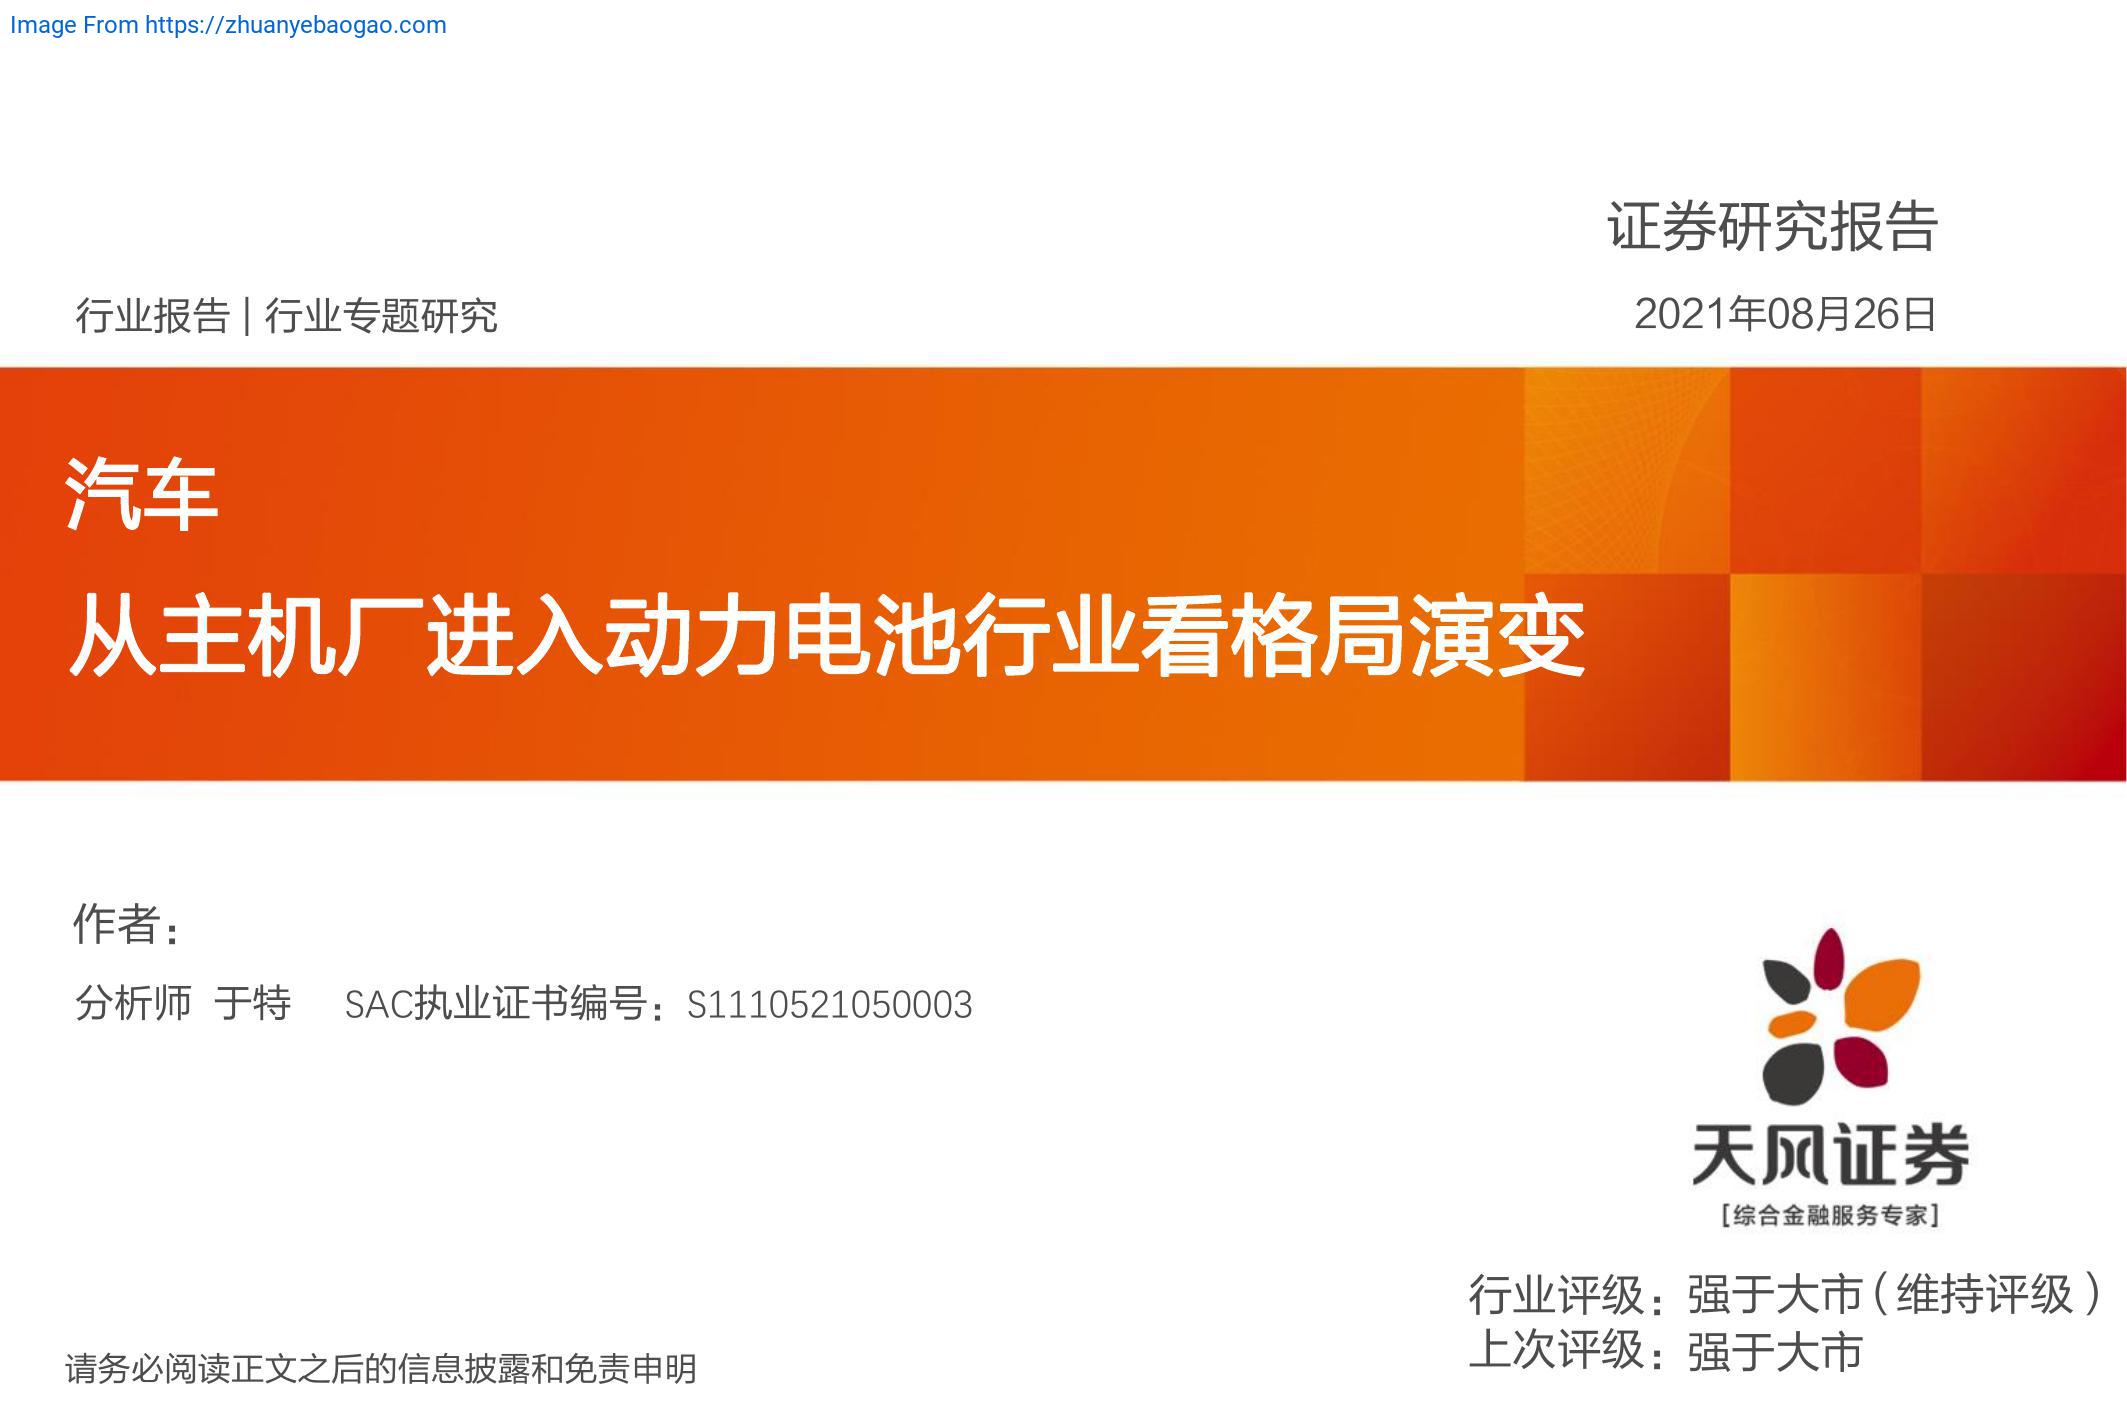 Image From https://zhuanyebaogao.com
证券研究报告
行业报告 | 行业专题研究
2021年08月26日
汽车
从主机厂进入动力电池行业看格局演变
作者：
分析师 于特 SAC执业证书编号：S1110521050003
天风证券
[综合金融服务专家]
行业评级：强于大市（维持评级）
上次评级：强于大市
请务必阅读正文之后的信息披露和免责申明